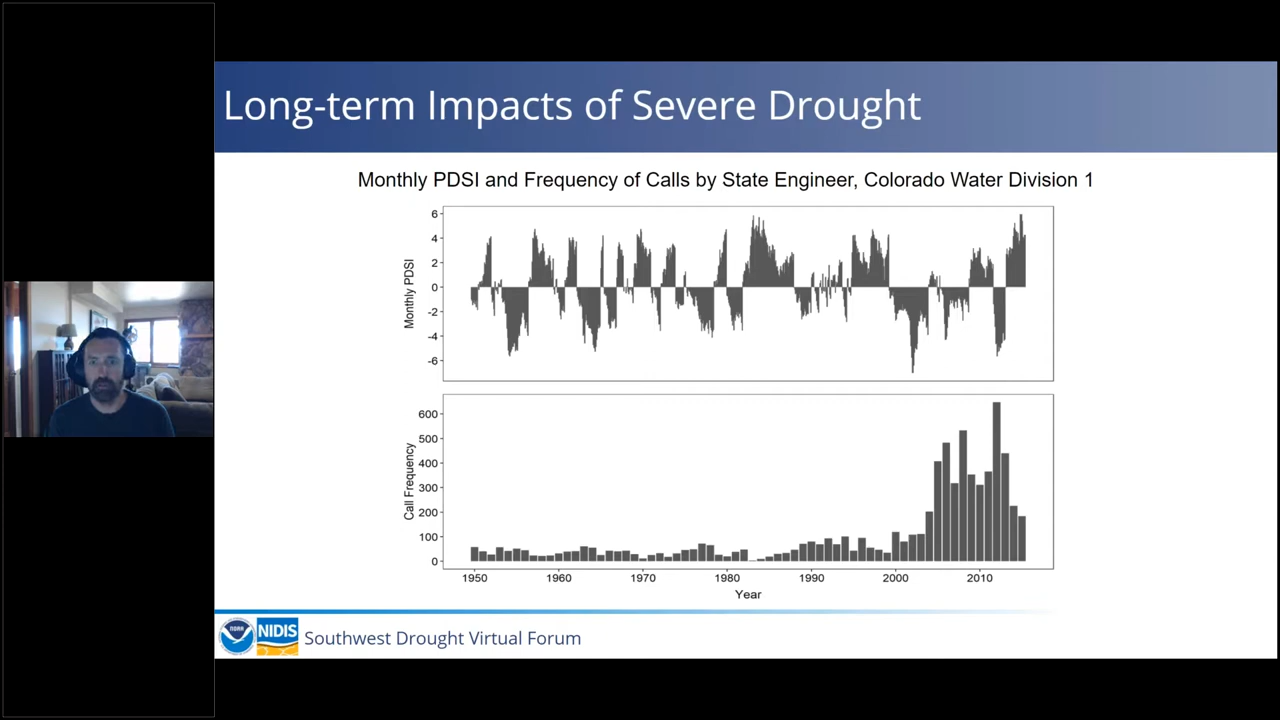 Long-term Impacts of Severe Drought
Monthly PDSI and Frequency of Calls by State Engineer, Colorado Water Division 1
Monthly PDSI
6
4
2
0
-2
-4
-6
Call Frequency
600
500
400
300
200
100
0
1950 1960 1970 1980 1990 2000 2010
Year
NOAA
NIDIS
Southwest Drought Virtual Forum